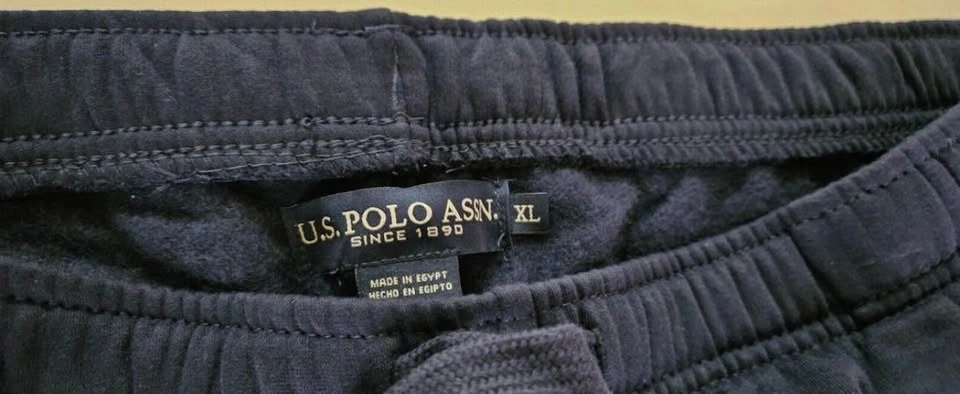 U.S. POLO ASSN.
SINCE 1890
XL
MADE IN EGYPT
HECHO EN EGIPTO